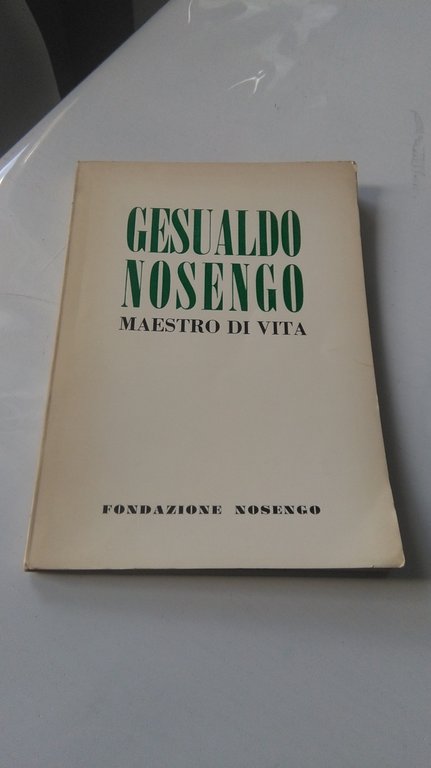 GESUALDO
NOSENGO
MAESTRO DI VITA
FONDAZIONE NOSENGO